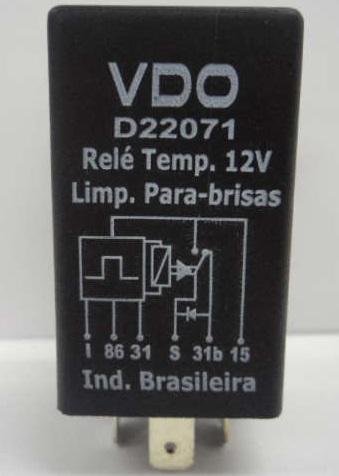 VDO
D22071
Relé Temp. 12V
Limp. Para-brisas
I 86 31 S 31b 15
Ind. Brasileira